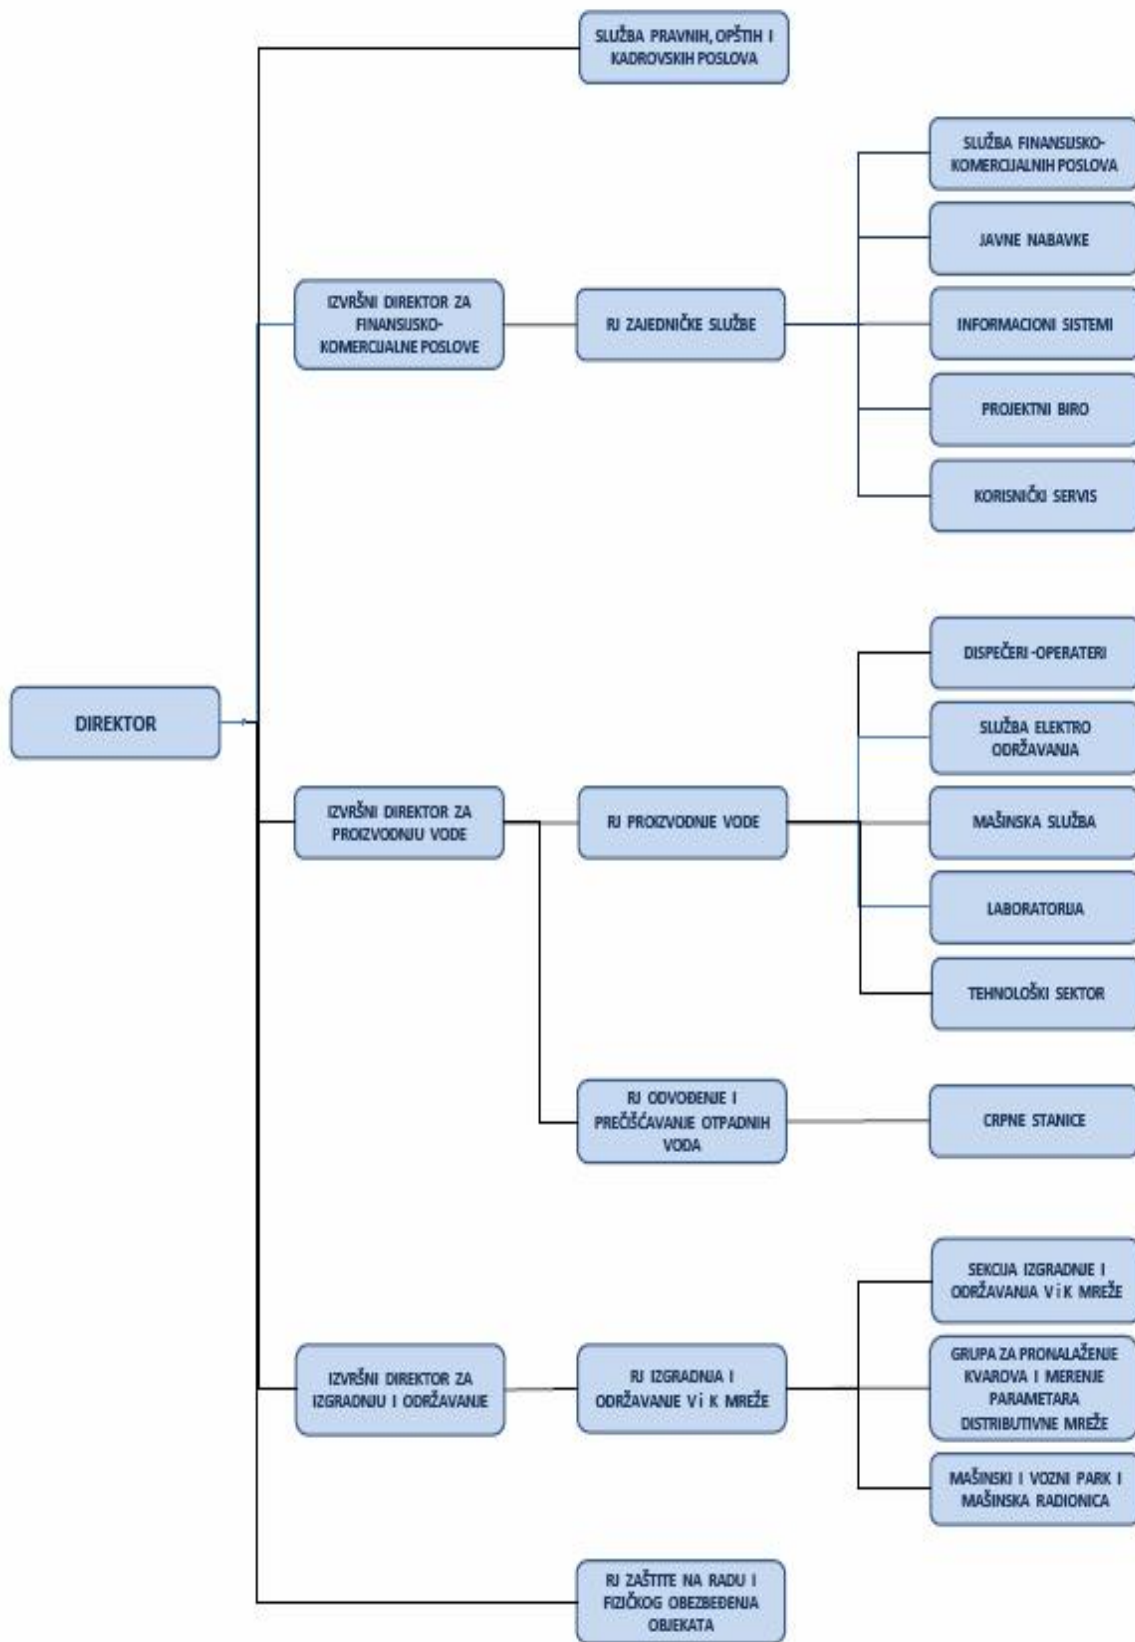 SLUŽBA PRAVNIH, OPŠTIH I
KADROVSKIH POSLOVA
SLUŽBA FINANSIJSKO-
KOMERCIJALNIH POSLOVA
JAVNE NABAVKE
IZVRŠNI DIREKTOR ZA
FINANSIJSKO-
KOMERCIJALNE POSLOVE
RJ ZAJEDNIČKE SLUŽBE
INFORMACIONI SISTEMI
PROJEKTNI BIRO
KORISNIČKI SERVIS
DIREKTOR
DISPEČERI -OPERATERI
SLUŽBA ELEKTRO
ODRŽAVANJA
IZVRŠNI DIREKTOR ZA
PROIZVODNJU VODE
RJ PROIZVODNJE VODE
MAŠINSKA SLUŽBA
LABORATORIJA
TEHNOLOŠKI SEKTOR
RJ ODVOĐENJE I
PREČIŠĆAVANJE OTPADNIH
VODA
CRPNE STANICE
SEKCIJA IZGRADNJE I
ODRŽAVANJA V i K MREŽE
IZVRŠNI DIREKTOR ZA
IZGRADNJU I ODRŽAVANJE
RJ IZGRADNJA I
ODRŽAVANJE V i K MREŽE
GRUPA ZA PRONALAŽENJE
KVAROVA I MERENJE
PARAMETARA
DISTRIBUTIVNE MREŽE
MAŠINSKI I VOZNI PARK I
MAŠINSKA RADIONICA
RJ ZAŠTITE NA RADU I
FIZIČKOG OBEZBEĐENJA
OBJEKATA